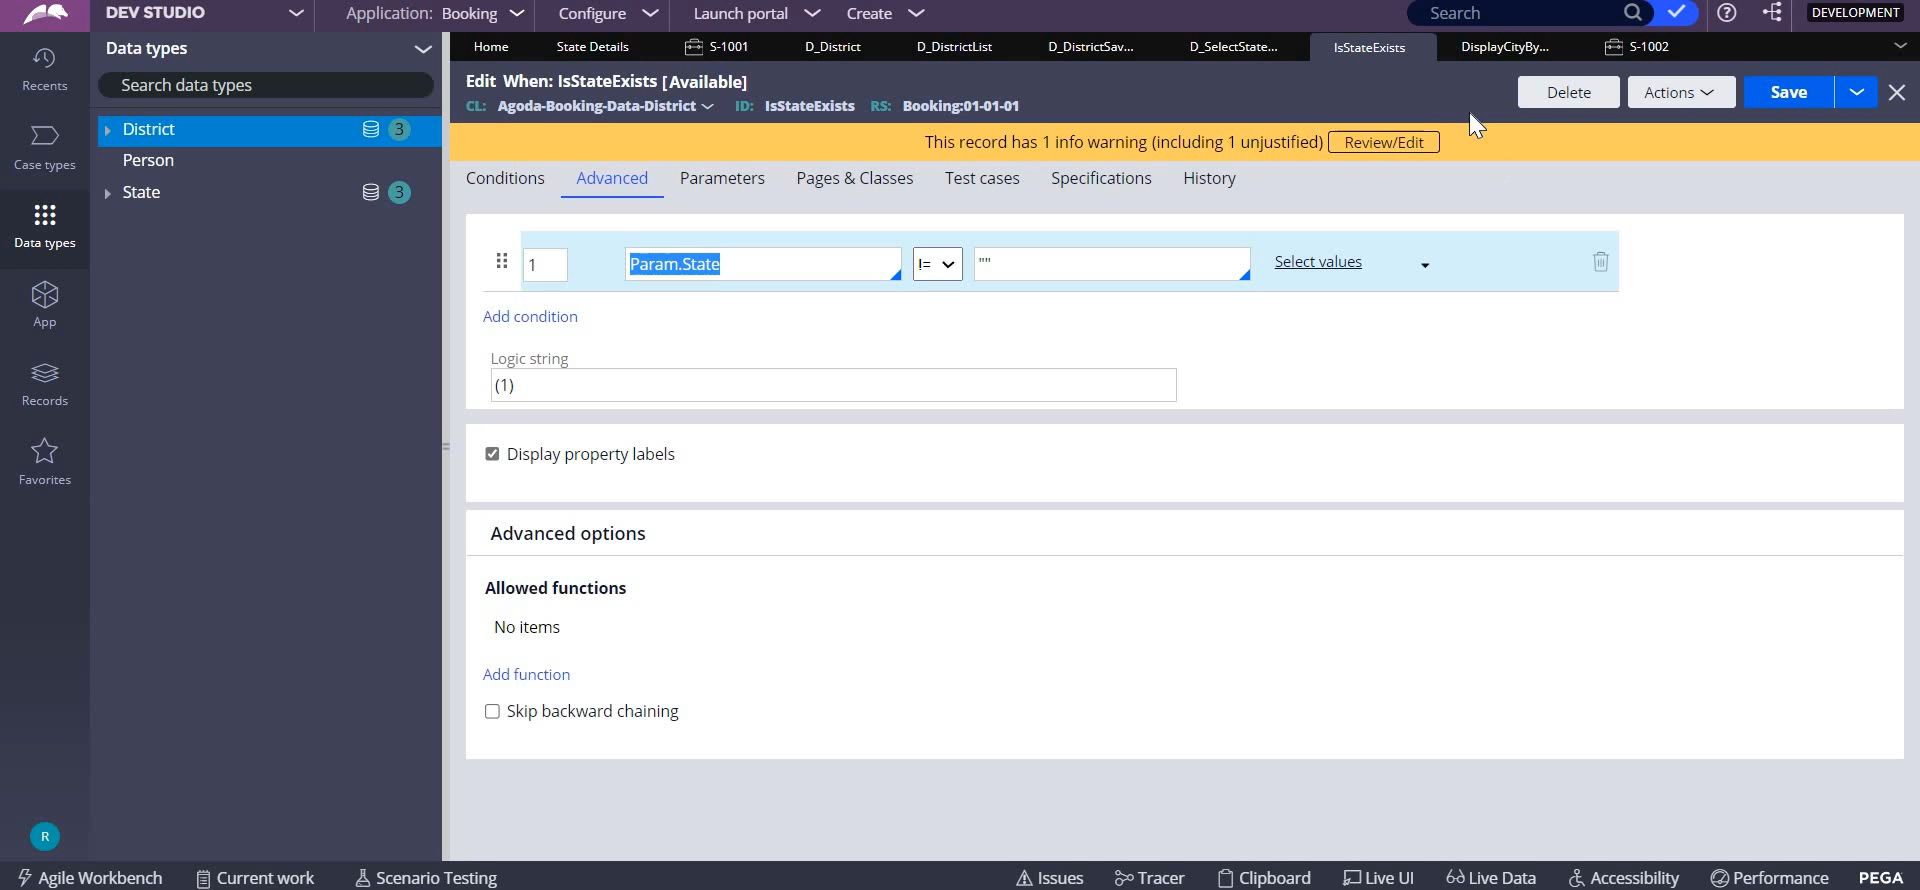 DEV STUDIO
Application: Booking
Configure
Launch portal
Create
Search
DEVELOPMENT
Recents
Case types
Data types
App
Records
Favorites
R
Data types
Search data types
District 3
Person
State 3
Home
State Details
S-1001
D_District
D_DistrictList
D_DistrictSav...
D_SelectState...
IsStateExists
DisplayCityBy...
S-1002
Edit When: IsStateExists [Available]
CL: Agoda-Booking-Data-District ID: IsStateExists RS: Booking:01-01-01
Delete
Actions
Save
This record has 1 info warning (including 1 unjustified) Review/Edit
Conditions
Advanced
Parameters
Pages & Classes
Test cases
Specifications
History
1 Param.State != "" Select values
Add condition
Logic string
(1)
Display property labels
Advanced options
Allowed functions
No items
Add function
Skip backward chaining
Agile Workbench
Current work
Scenario Testing
Issues
Tracer
Clipboard
Live UI
Live Data
Accessibility
Performance
PEGA